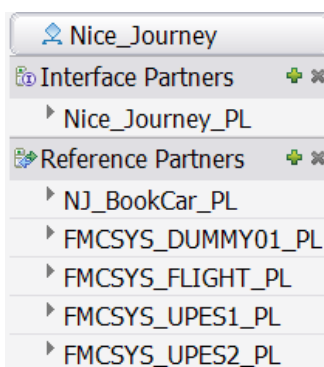 Nice_Journey
Interface Partners
Nice_Journey_PL
Reference Partners
NJ_BookCar_PL
FMCSYS_DUMMY01_PL
FMCSYS_FLIGHT_PL
FMCSYS_UPES1_PL
FMCSYS_UPES2_PL